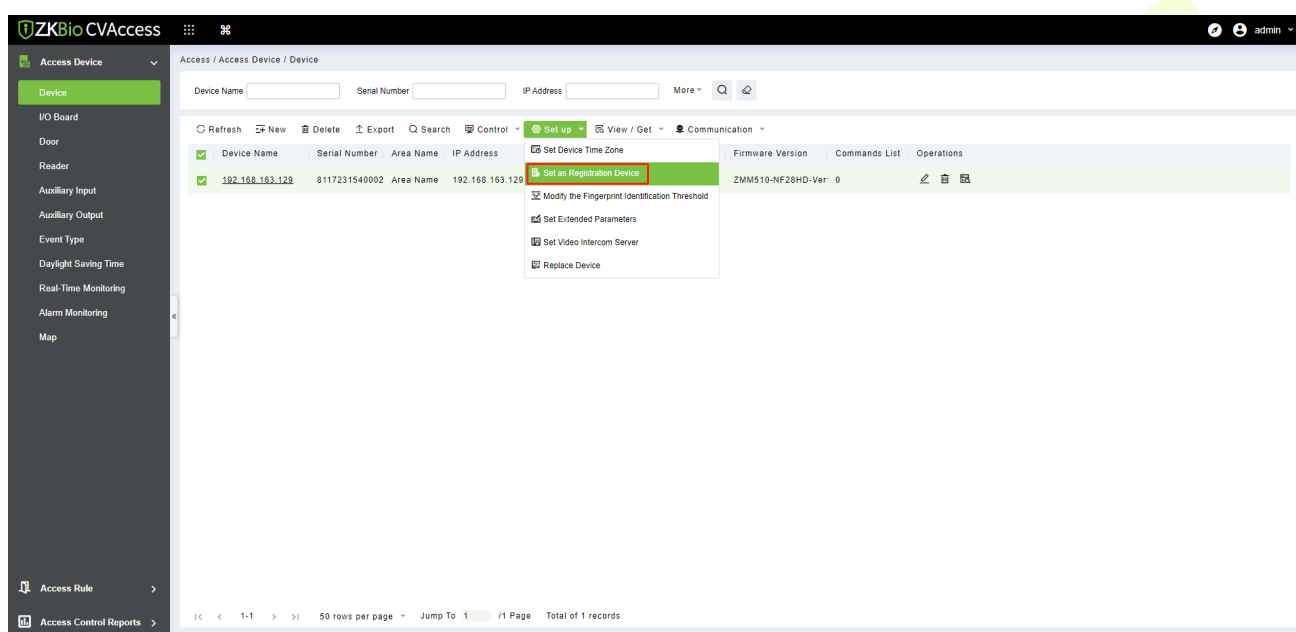 ZKBio CVAccess
admin
Access Device
Access / Access Device / Device
Device
Device Name
Serial Number
IP Address
More
I/O Board
Refresh New Delete Export Search Control Set up View / Get Communication
Door
Set Device Time Zone
Device Name Serial Number Area Name IP Address Firmware Version Commands List Operations
Reader
Set as Registration Device
192.168.163.129 8117231540002 Area Name 192.168.163.129 ZMM510-NF28HD-Ver 0
Auxiliary Input
Modify the Fingerprint Identification Threshold
Auxiliary Output
Set Extended Parameters
Event Type
Set Video Intercom Server
Daylight Saving Time
Replace Device
Real-Time Monitoring
Alarm Monitoring
Map
Access Rule
Access Control Reports
1-1 50 rows per page Jump To 1 /1 Page Total of 1 records